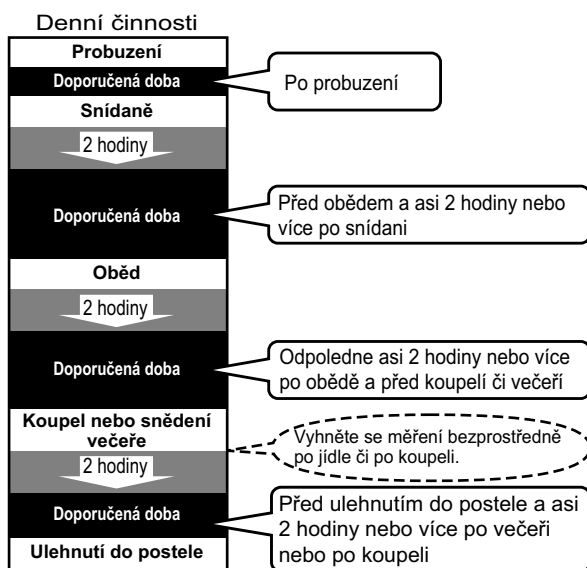 Denní činnosti
Probuzení
Doporučená doba
Po probuzení
Snídaně
2 hodiny
Doporučená doba
Před obědem a asi 2 hodiny nebo
více po snídani
Oběd
2 hodiny
Doporučená doba
Odpoledne asi 2 hodiny nebo více
po obědě a před koupelí či večeří
Koupel nebo snědení
večeře
Vyhněte se měření bezprostředně
po jídle či po koupeli.
2 hodiny
Doporučená doba
Před ulehnutím do postele a asi
2 hodiny nebo více po večeři
nebo po koupeli
Ulehnutí do postele